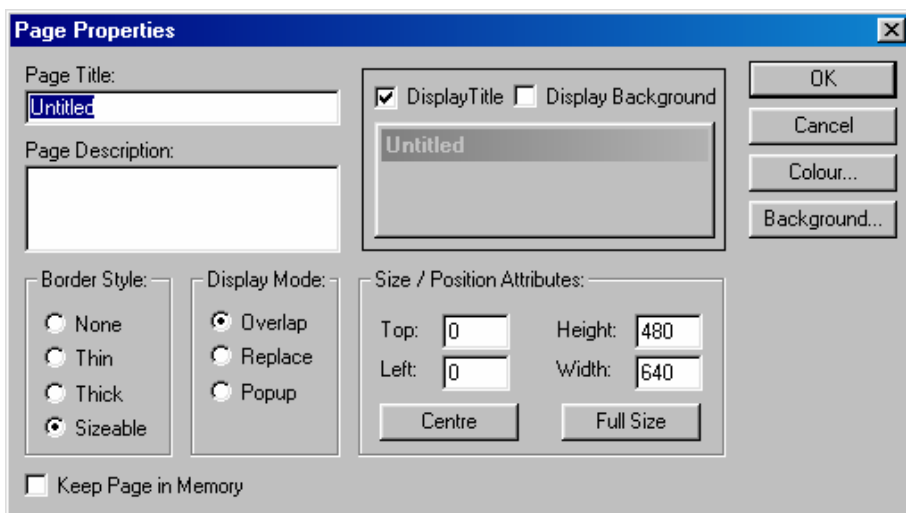 Page Properties
Page Title:
Untitled
Page Description:
DisplayTitle Display Background
Untitled
OK
Cancel
Colour...
Background...
Border Style:
None
Thin
Thick
Sizeable
Display Mode:
Overlap
Replace
Popup
Size / Position Attributes:
Top: 0 Height: 480
Left: 0 Width: 640
Centre Full Size
Keep Page in Memory